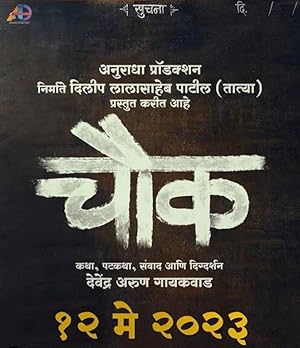 सुचना
दि. / /
अनुराधा प्रॉडक्शन
निर्माते दिलीप लालासाहेब पाटील (तात्या)
प्रस्तुत करीत आहे
चौक
कथा, पटकथा, संवाद आणि दिग्दर्शन
देवेंद्र अरुण गायकवाड
१२ मे २०२३